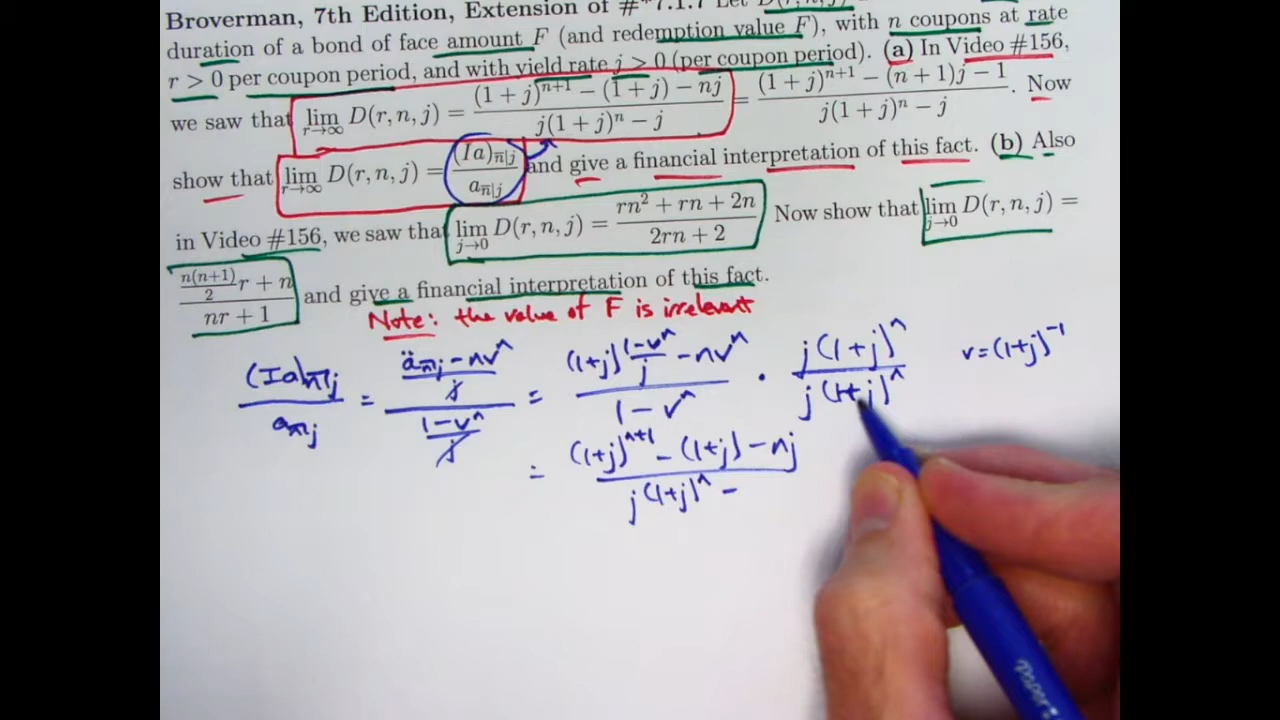 Broverman, 7th Edition, Extension of #*7.1.7 Let D(r, n, j)
duration of a bond of face amount F (and redemption value F), with n coupons at rate
r > 0 per coupon period, and with yield rate j > 0 (per coupon period). (a) In Video #156,
we saw that lim_{r→∞} D(r, n, j) = ((1 + j)^{n+1} − (1 + j) − nj)/(j(1 + j)^n − j) = ((1 + j)^{n+1} − (n + 1)j − 1)/(j(1 + j)^n − j). Now
show that lim_{r→∞} D(r, n, j) = (Ia)_{n̅|j}/a_{n̅|j} and give a financial interpretation of this fact. (b) Also
in Video #156, we saw that lim_{j→0} D(r, n, j) = (rn² + rn + 2n)/(2rn + 2) Now show that lim_{j→0} D(r, n, j) =
(n(n+1)/2 r + n)/(nr + 1) and give a financial interpretation of this fact.
Note: the value of F is irrelevant
(Ia)_{n̅|j}/a_{n̅|j} = ((ä_{n̅|j} − nv^n)/j)/((1 − v^n)/j) = ((1+j) (1−v^n)/j − nv^n)/(1 − v^n) · j(1+j)^n/j(1+j)^n v = (1+j)^{-1}
= ((1+j)^{n+1} − (1+j) − nj)/(j(1+j)^n −
paper